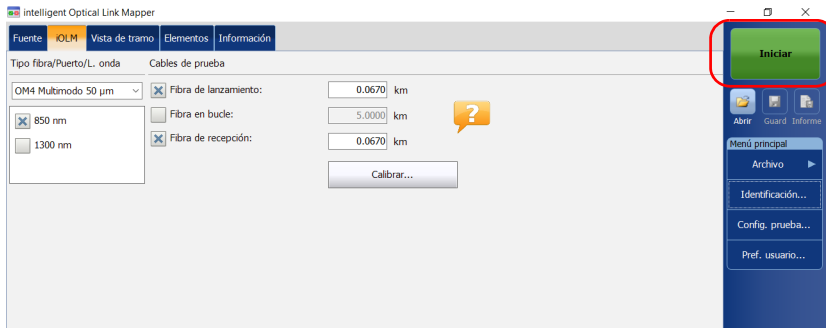 intelligent Optical Link Mapper
Fuente iOLM Vista de tramo Elementos Información
Tipo fibra/Puerto/L. onda Cables de prueba
OM4 Multimodo 50 µm
Fibra de lanzamiento: 0.0670 km
850 nm
Fibra en bucle: 5.0000 km
1300 nm
Fibra de recepción: 0.0670 km
Calibrar...
?
Iniciar
Abrir Guard Informe
Menú principal
Archivo
Identificación...
Config. prueba...
Pref. usuario...